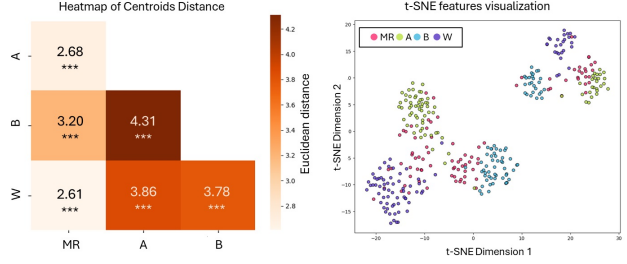 Heatmap of Centroids Distance
A
2.68
***
B
3.20
***
4.31
***
W
2.61
***
3.86
***
3.78
***
MR A B
4.2
4.0
3.8
3.6
3.4
3.2
3.0
2.8
Euclidean distance
t-SNE features visualization
MR A B W
20
15
10
5
0
-5
-10
-15
t-SNE Dimension 2
-20 -10 0 10 20 30
t-SNE Dimension 1